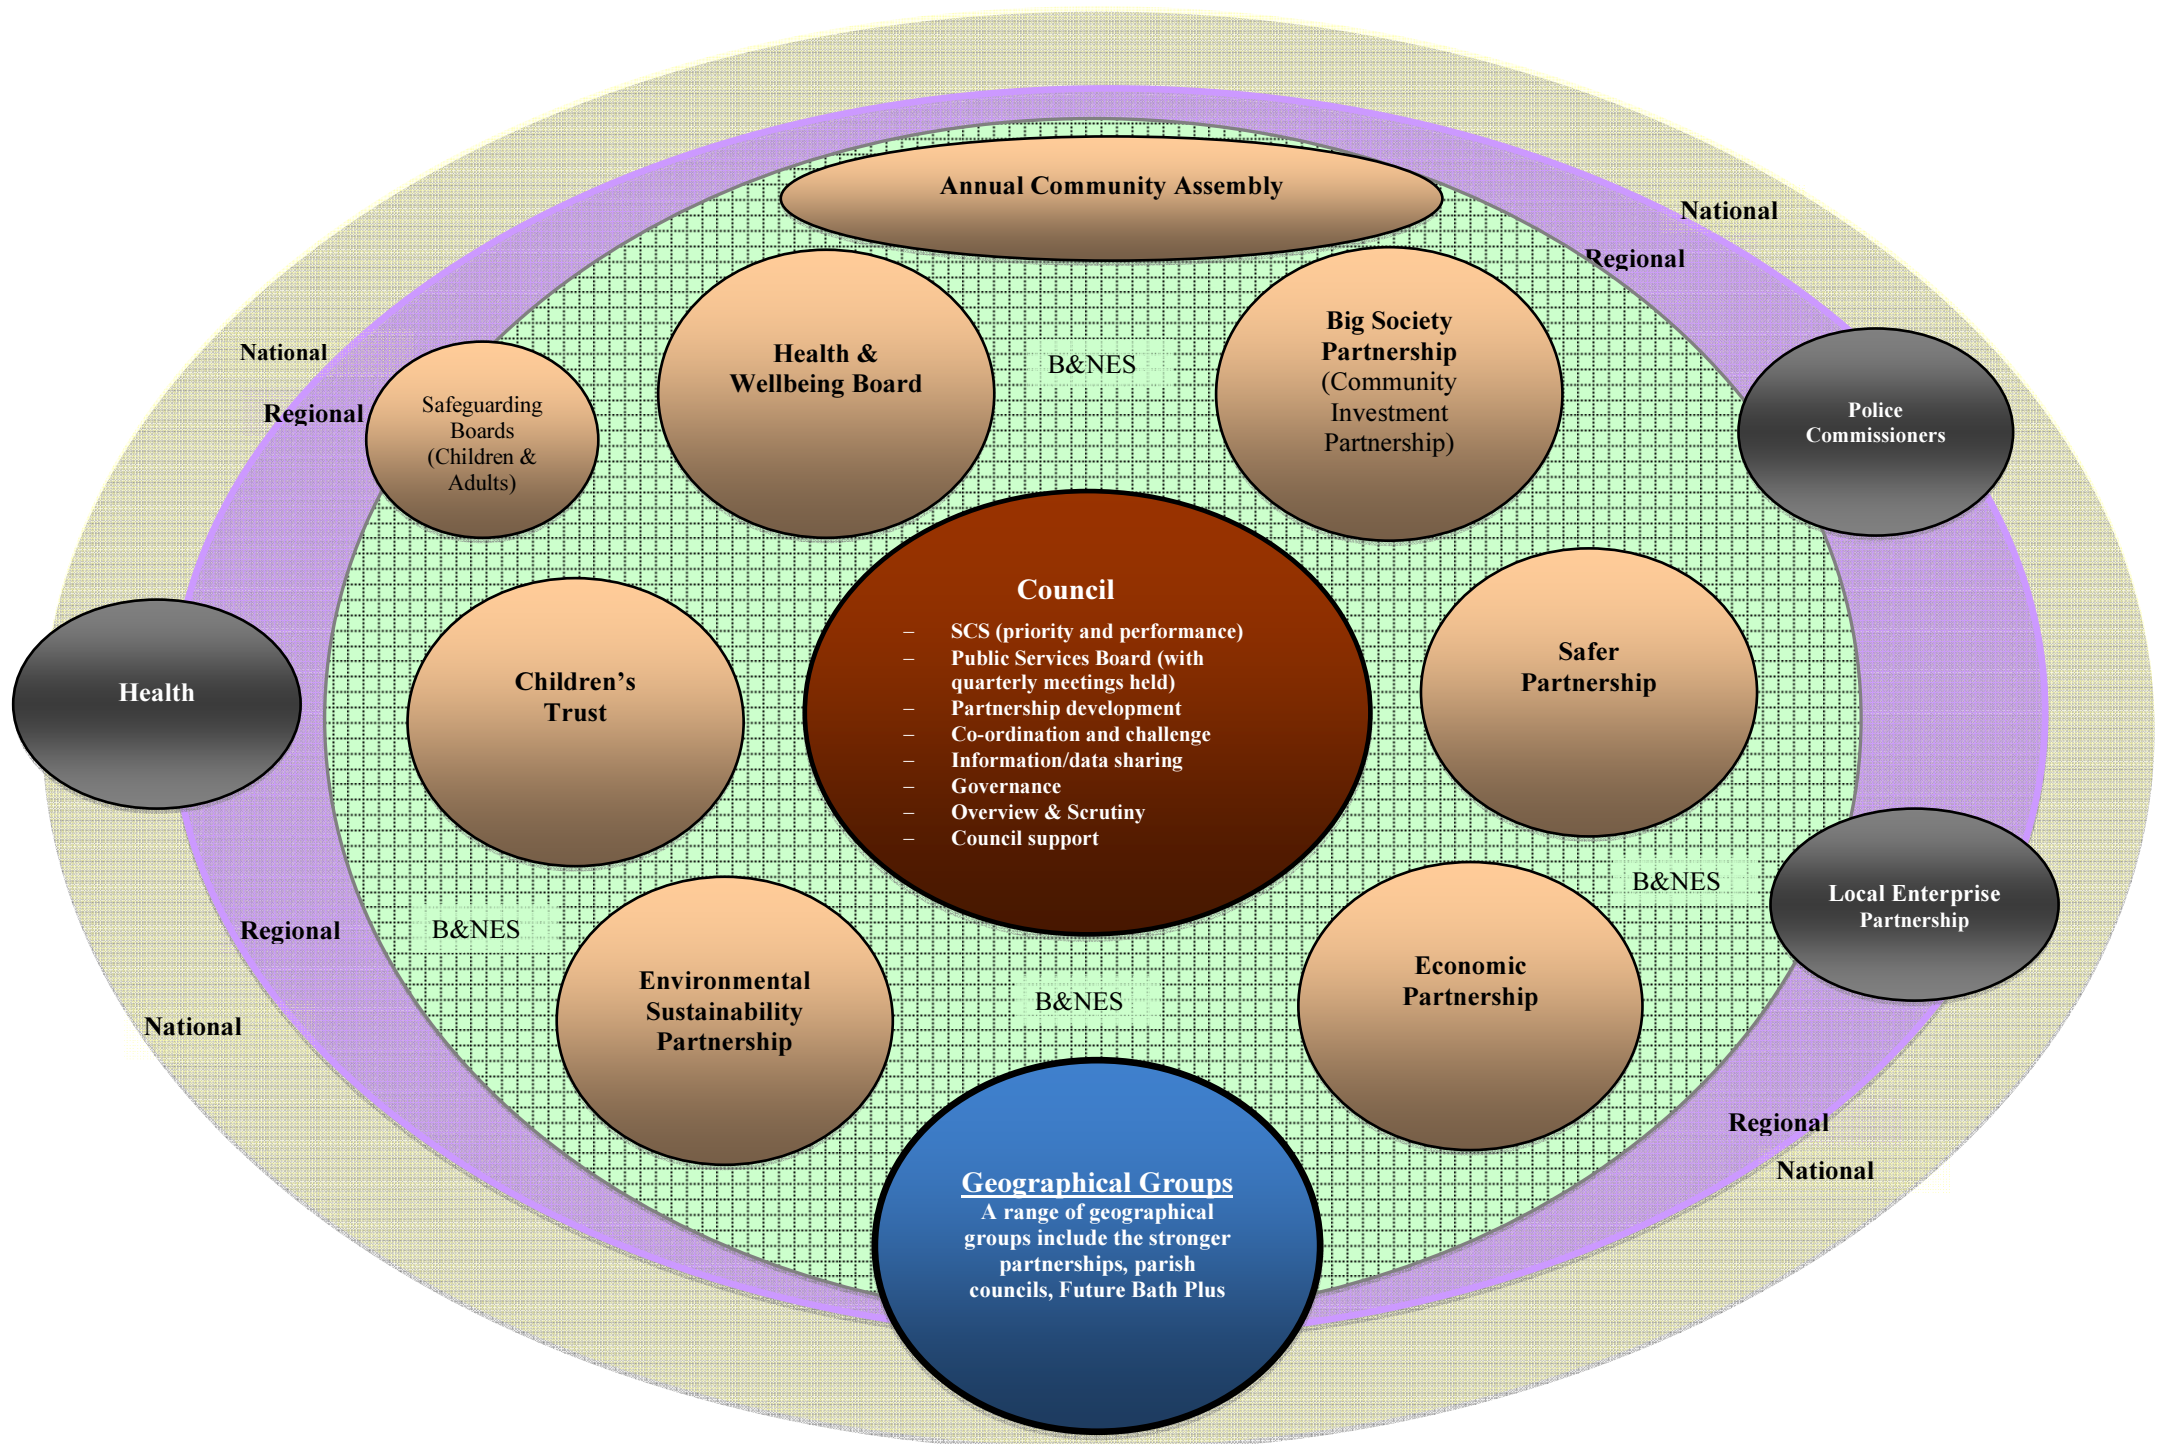 Annual Community Assembly
National
Regional
National
Regional
Safeguarding
Boards
(Children &
Adults)
Health &
Wellbeing Board
B&NES
Big Society
Partnership
(Community
Investment
Partnership)
Police
Commissioners
Health
Children’s
Trust
Council
– SCS (priority and performance)
– Public Services Board (with
quarterly meetings held)
– Partnership development
– Co-ordination and challenge
– Information/data sharing
– Governance
– Overview & Scrutiny
– Council support
Safer
Partnership
B&NES
Local Enterprise
Partnership
Regional
B&NES
National
Environmental
Sustainability
Partnership
B&NES
Economic
Partnership
Regional
National
Geographical Groups
A range of geographical
groups include the stronger
partnerships, parish
councils, Future Bath Plus